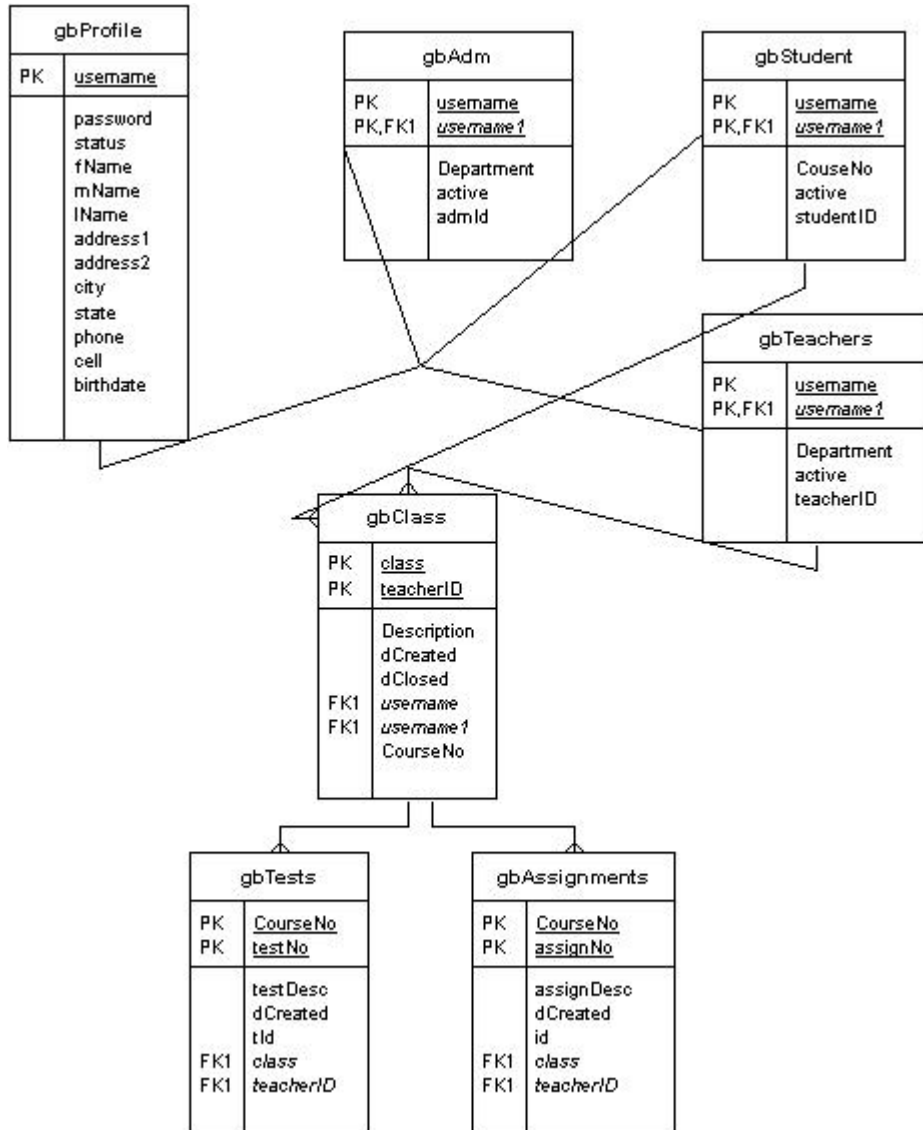 gbProfile
PK username
password
status
fName
mName
lName
address1
address2
city
state
phone
cell
birthdate
gbAdm
PK username
PK,FK1 username1
Department
active
admId
gbStudent
PK username
PK,FK1 username1
CouseNo
active
studentID
gbTeachers
PK username
PK,FK1 username1
Department
active
teacherID
gbClass
PK class
PK teacherID
Description
dCreated
dClosed
FK1 username
FK1 username1
CourseNo
gbTests
PK CourseNo
PK testNo
testDesc
dCreated
tId
FK1 class
FK1 teacherID
gbAssignments
PK CourseNo
PK assignNo
assignDesc
dCreated
id
FK1 class
FK1 teacherID